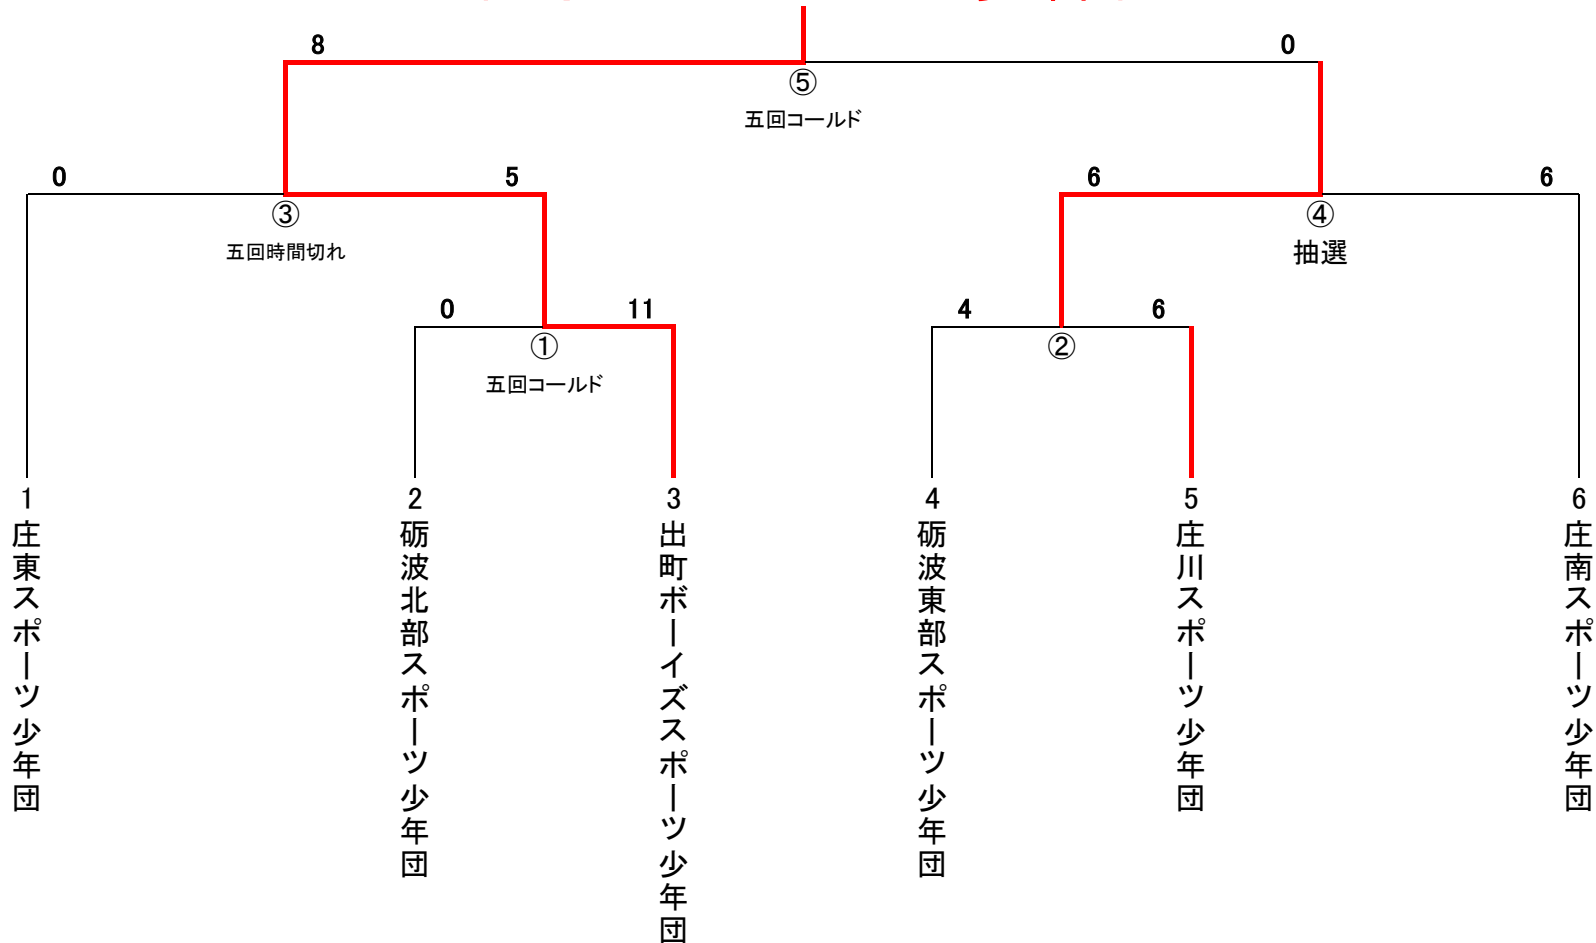 8
0
⑤
五回コールド
0
5
6
6
③
④
五回時間切れ
抽選
0
11
4
6
①
②
五回コールド
1
2
3
4
5
6
庄東スポーツ少年団
砺波北部スポーツ少年団
出町ボーイズスポーツ少年団
砺波東部スポーツ少年団
庄川スポーツ少年団
庄南スポーツ少年団